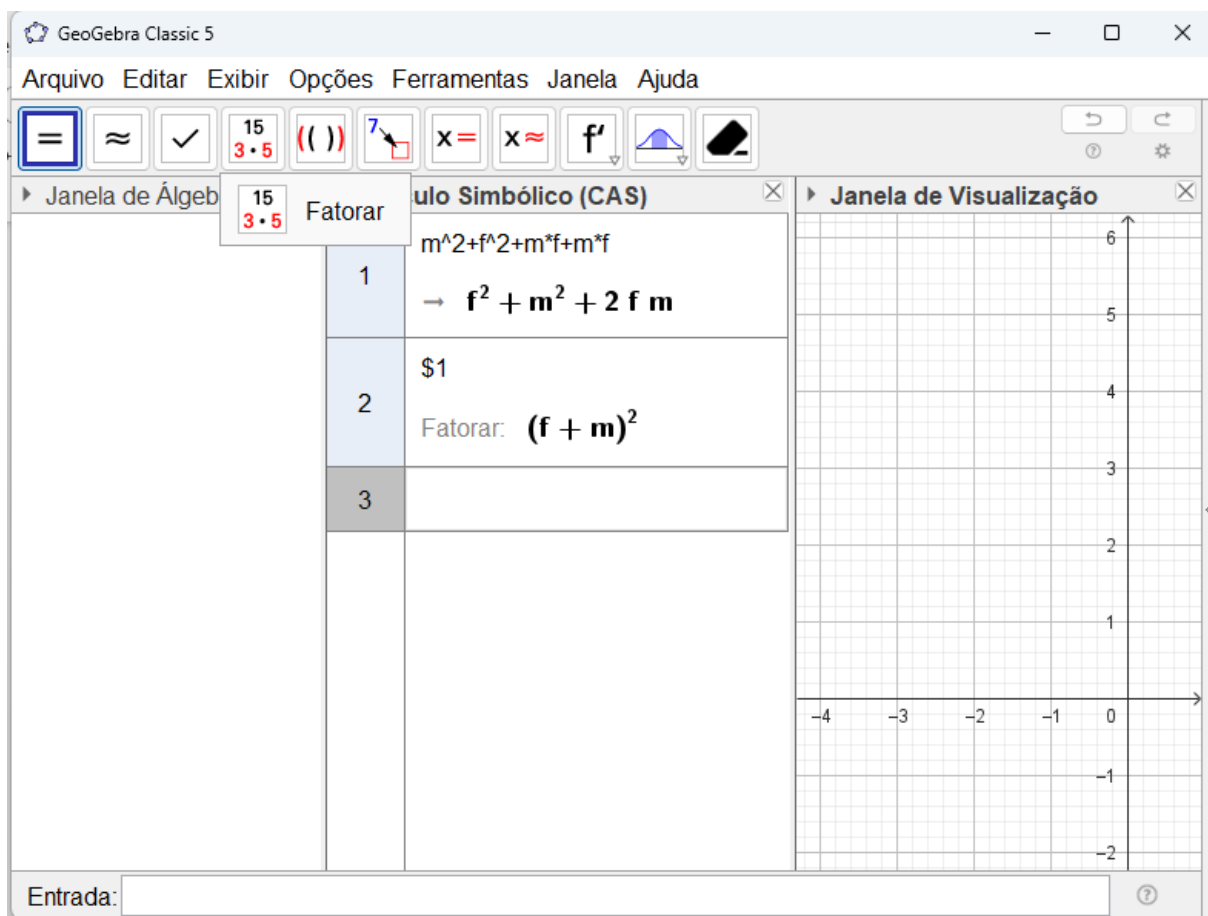 GeoGebra Classic 5
Arquivo Editar Exibir Opções Ferramentas Janela Ajuda
= ≈ ✓ 15 3 • 5 (( )) 7 x = x ≈ f′
Janela de Álgeb
15 3 • 5 Fatorar
ulo Simbólico (CAS)
Janela de Visualização
1
m^2+f^2+m*f+m*f
→ f² + m² + 2 f m
2
$1
Fatorar: (f + m)²
3
6
5
4
3
2
1
–4 –3 –2 –1 0
–1
–2
Entrada: